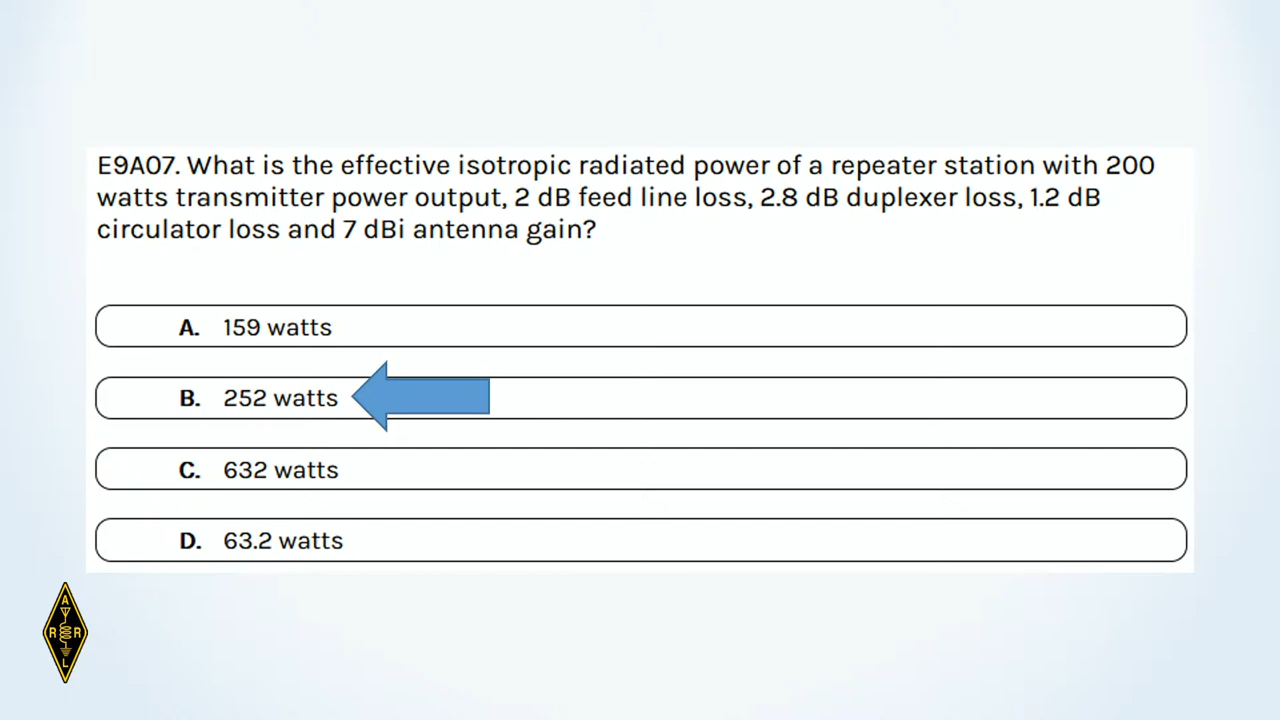 E9A07. What is the effective isotropic radiated power of a repeater station with 200
watts transmitter power output, 2 dB feed line loss, 2.8 dB duplexer loss, 1.2 dB
circulator loss and 7 dBi antenna gain?
A. 159 watts
B. 252 watts
C. 632 watts
D. 63.2 watts
A
R R
L